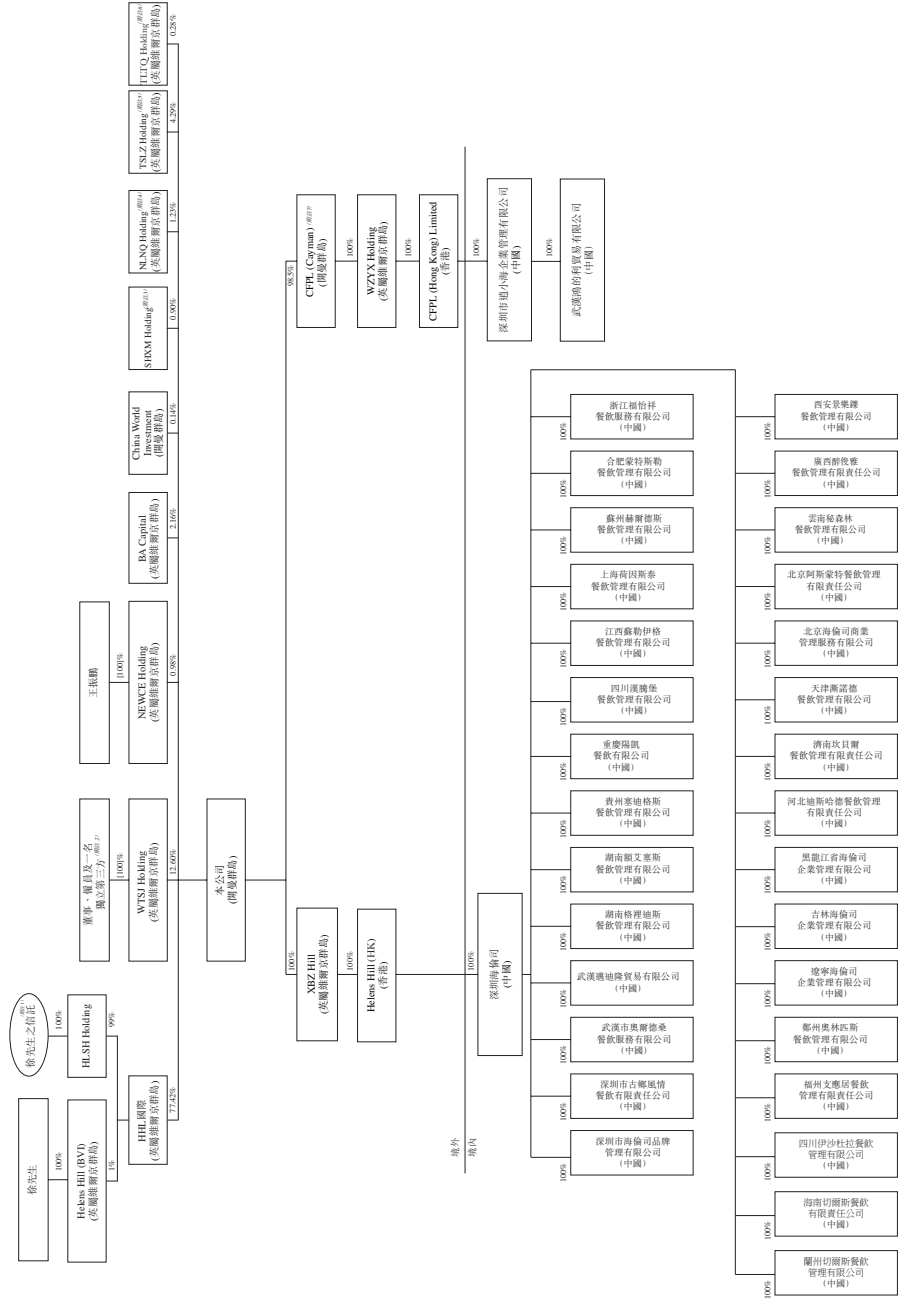 徐先生
徐先生之信託(附註1)
100%
100%
Helens Hill (BVI)
(英屬維爾京群島)
HLSH Holding
1%
99%
HHL國際
(英屬維爾京群島)
77.42%
董事、僱員及一名
獨立第三方(附註2)
[100]%
WTSJ Holding
(英屬維爾京群島)
12.60%
王振鵬
[100]%
NEWCE Holding
(英屬維爾京群島)
0.98%
BA Capital
(英屬維爾京群島)
2.16%
China World
Investment
(開曼群島)
0.14%
SHXM Holding(附註3)
0.90%
NLNQ Holding(附註4)
(英屬維爾京群島)
1.23%
TSLZ Holding(附註5)
(英屬維爾京群島)
4.29%
TLTQ Holding(附註6)
(英屬維爾京群島)
0.28%
本公司
(開曼群島)
100%
98.5%
XBZ Hill
(英屬維爾京群島)
CFPL (Cayman)(附註7)
(開曼群島)
100%
100%
Helens Hill (HK)
(香港)
WZYX Holding
(英屬維爾京群島)
100%
CFPL (Hong Kong) Limited
(香港)
境外
境內
100%
100%
深圳海倫司
(中國)
深圳市逍小海企業管理有限公司
(中國)
100%
武漢鴻的利貿易有限公司
(中國)
100%
深圳市海倫司品牌
管理有限公司
(中國)
100%
深圳市古鄉風情
餐飲有限責任公司
(中國)
100%
武漢市奧爾德桑
餐飲服務有限公司
(中國)
100%
武漢邁迪隆貿易有限公司
(中國)
100%
湖南格裡迪斯
餐飲管理有限公司
(中國)
100%
湖南額艾塞斯
餐飲管理有限公司
(中國)
100%
貴州塞迪格斯
餐飲管理有限公司
(中國)
100%
重慶陽凱
餐飲有限公司
(中國)
100%
四川漢騰堡
餐飲管理有限公司
(中國)
100%
江西蘇勒伊格
餐飲管理有限公司
(中國)
100%
上海荷因斯泰
餐飲管理有限公司
(中國)
100%
蘇州赫爾德斯
餐飲管理有限公司
(中國)
100%
合肥蒙特斯勒
餐飲管理有限公司
(中國)
100%
浙江福怡祥
餐飲服務有限公司
(中國)
100%
蘭州切爾斯餐飲
管理有限公司
(中國)
100%
海南切爾斯餐飲
有限責任公司
(中國)
100%
四川伊沙杜拉餐飲
管理有限公司
(中國)
100%
福州支應居餐飲
管理有限責任公司
(中國)
100%
鄭州奧林匹斯
餐飲管理有限公司
(中國)
100%
遼寧海倫司
企業管理有限公司
(中國)
100%
吉林海倫司
企業管理有限公司
(中國)
100%
黑龍江省海倫司
企業管理有限公司
(中國)
100%
河北迪斯哈德餐飲管理
有限責任公司
(中國)
100%
濟南坎貝爾
餐飲管理有限責任公司
(中國)
100%
天津澌諾德
餐飲管理有限公司
(中國)
100%
北京海倫司商業
管理服務有限公司
(中國)
100%
北京阿斯蒙特餐飲管理
有限責任公司
(中國)
100%
雲南秘森林
餐飲管理有限公司
(中國)
100%
廣西醉俊雅
餐飲管理有限責任公司
(中國)
100%
西安景樂鏵
餐飲管理有限公司
(中國)